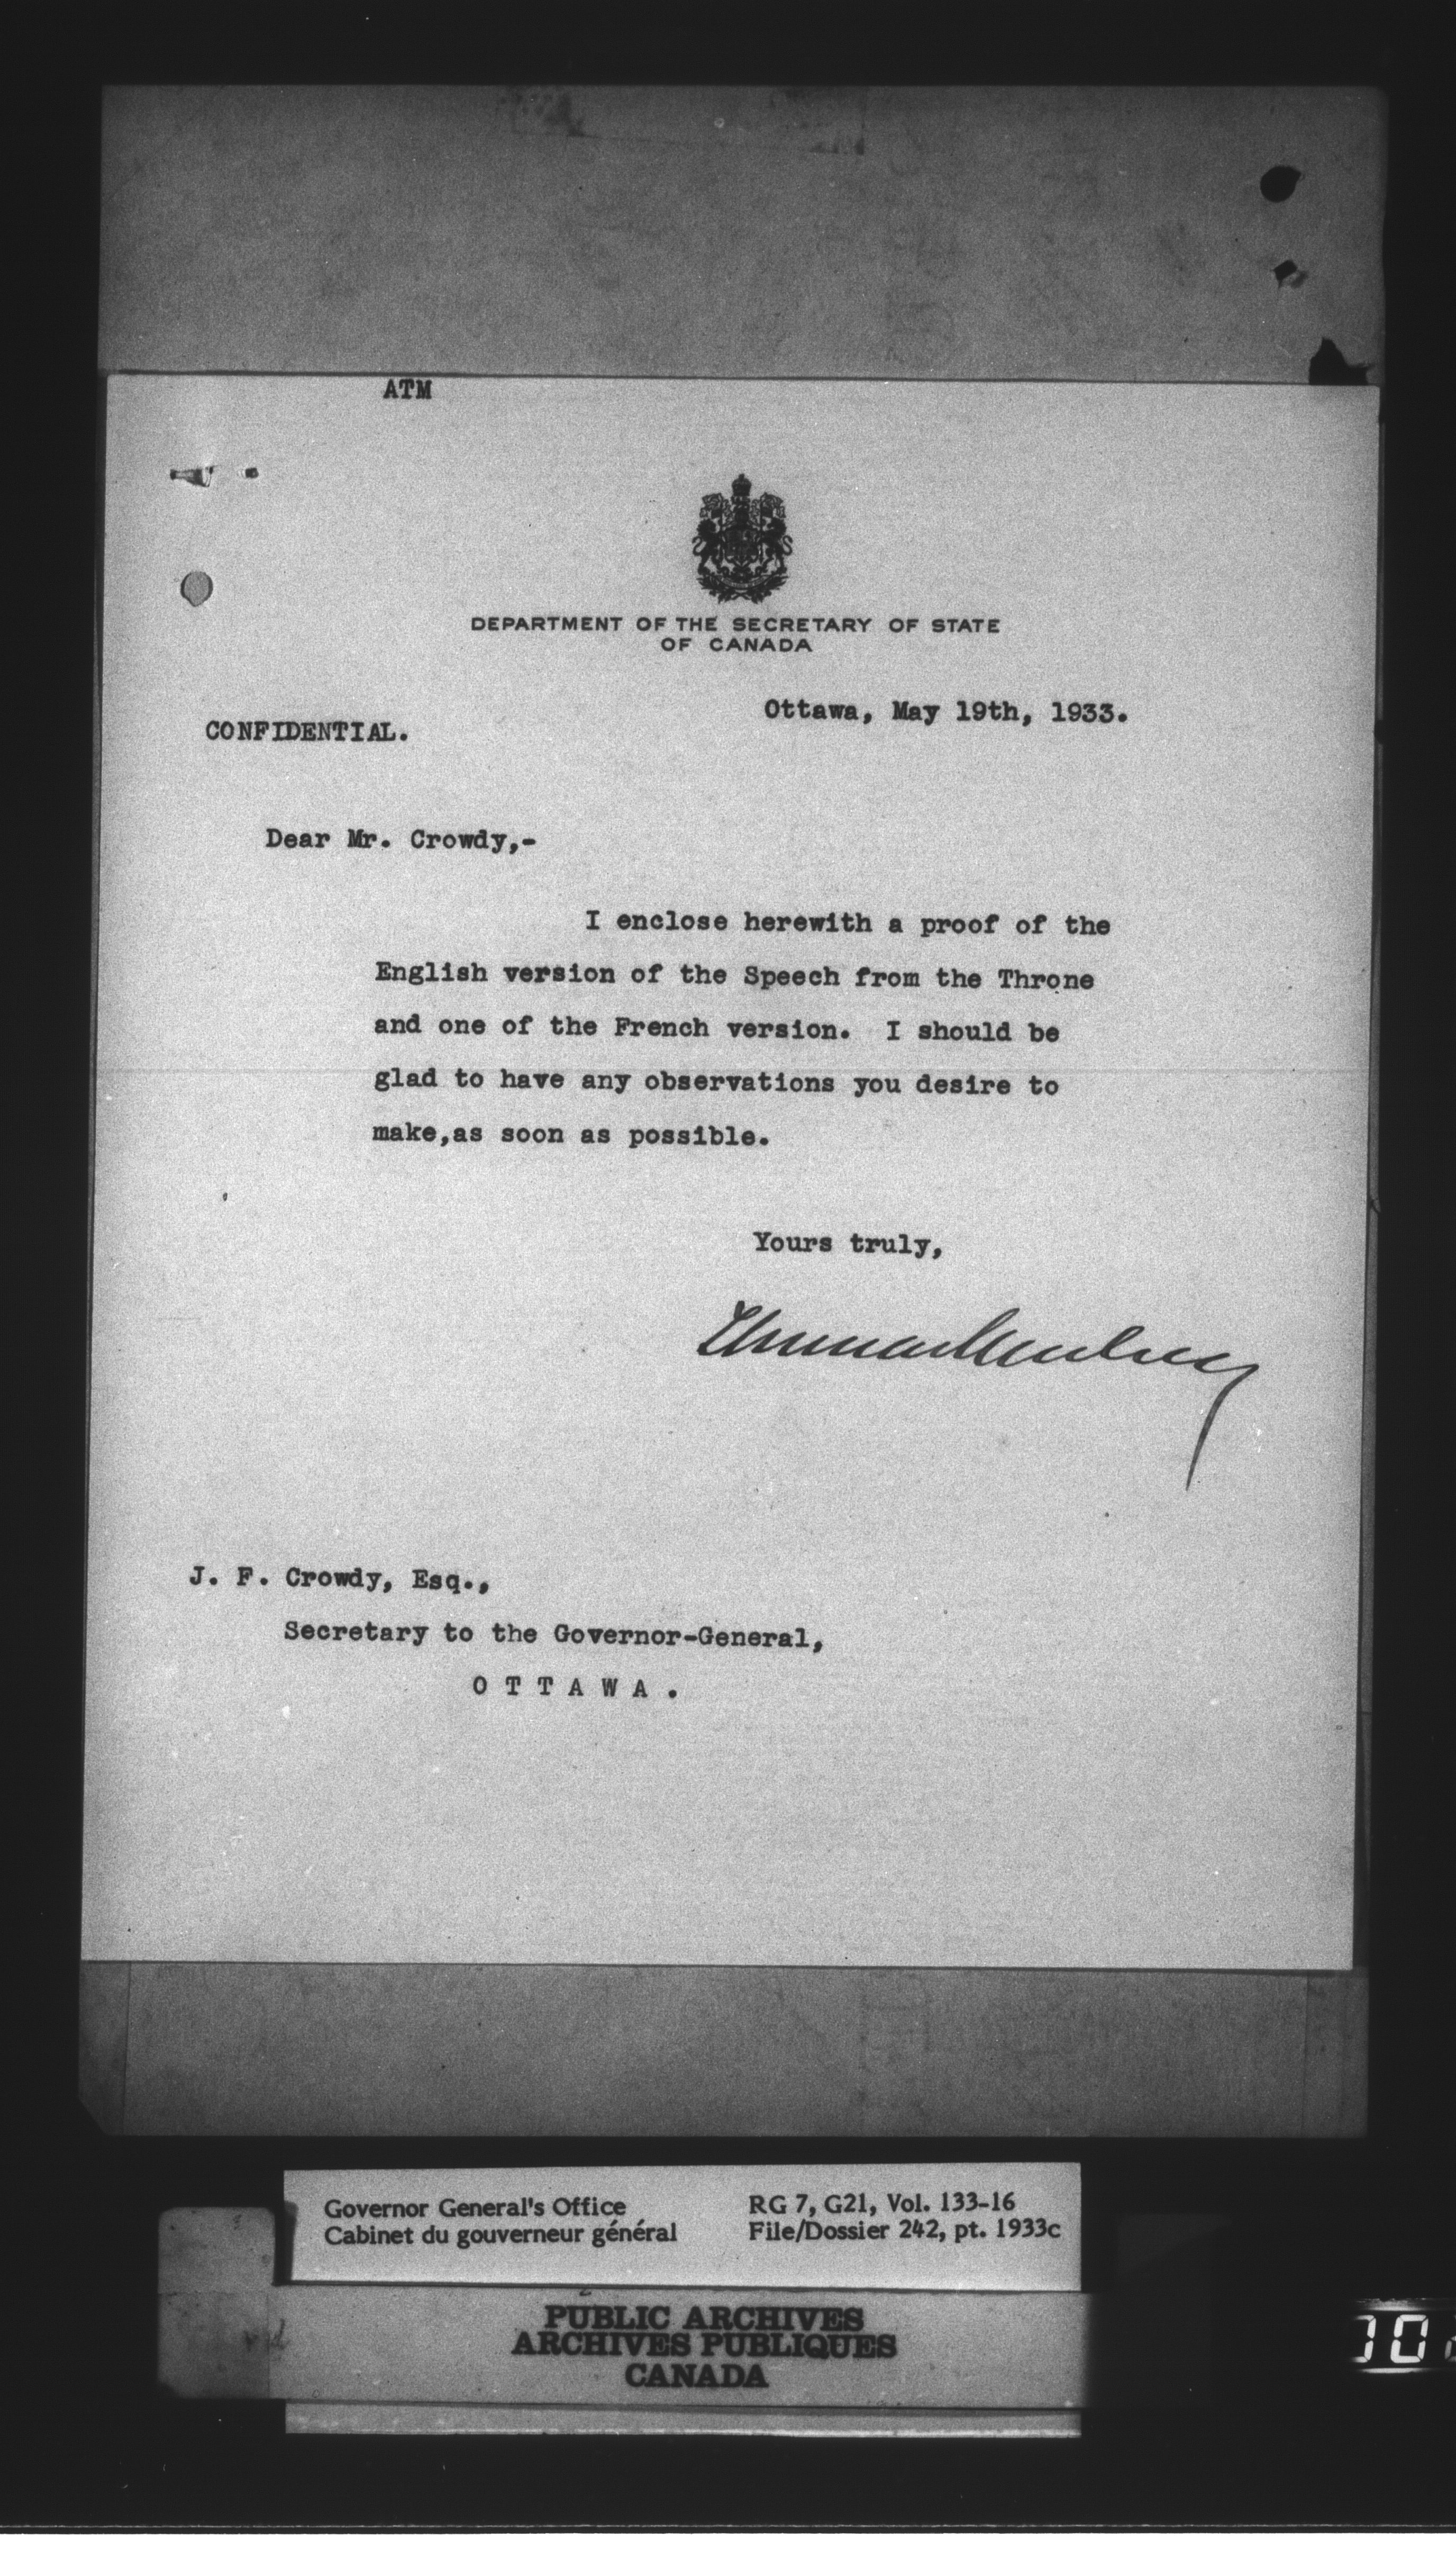 ATM
DEPARTMENT OF THE SECRETARY OF STATE
OF CANADA
Ottawa, May 19th, 1933.
CONFIDENTIAL.
Dear Mr. Crowdy,-
I enclose herewith a proof of the
English version of the Speech from the Throne
and one of the French version. I should be
glad to have any observations you desire to
make,as soon as possible.
Yours truly,
J. F. Crowdy, Esq.,
Secretary to the Governor-General,
O T T A W A .
Governor General's Office
Cabinet du gouverneur général
RG 7, G21, Vol. 133-16
File/Dossier 242, pt. 1933c
PUBLIC ARCHIVES
ARCHIVES PUBLIQUES
CANADA